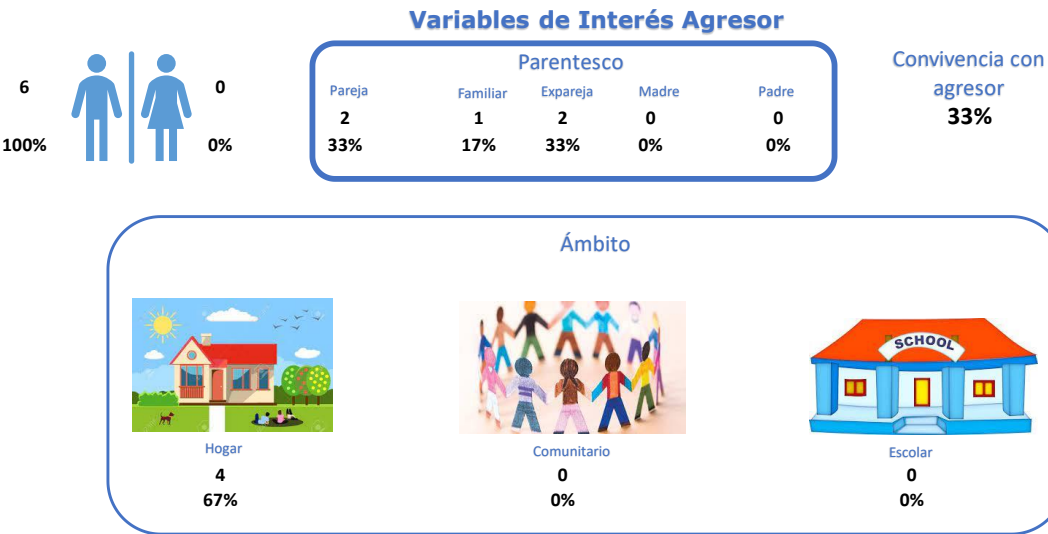 Variables de Interés Agresor
6
0
100%
0%
Parentesco
Pareja Familiar Expareja Madre Padre
2 1 2 0 0
33% 17% 33% 0% 0%
Convivencia con
agresor
33%
Ámbito
SCHOOL
Hogar Comunitario Escolar
4 0 0
67% 0% 0%